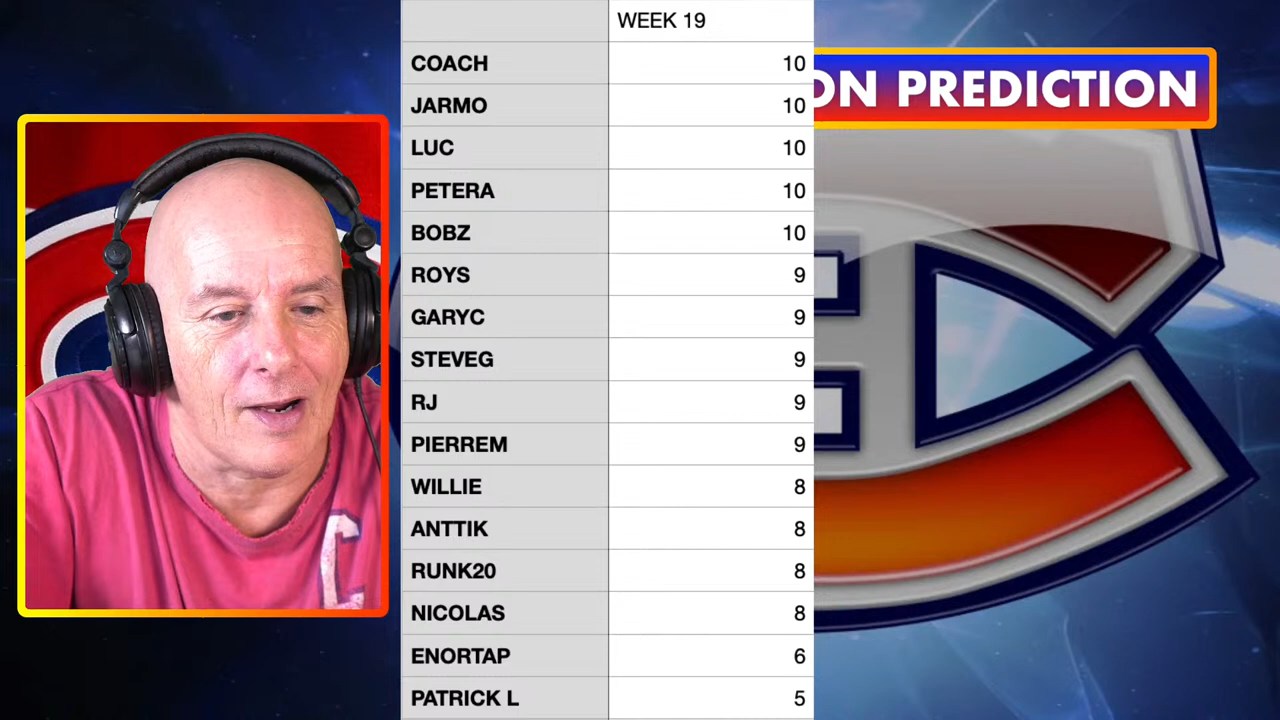 WEEK 19
COACH 10
JARMO 10
LUC 10
PETERA 10
BOBZ 10
ROYS 9
GARYC 9
STEVEG 9
RJ 9
PIERREM 9
WILLIE 8
ANTTIK 8
RUNK20 8
NICOLAS 8
ENORTAP 6
PATRICK L 5
ON PREDICTION